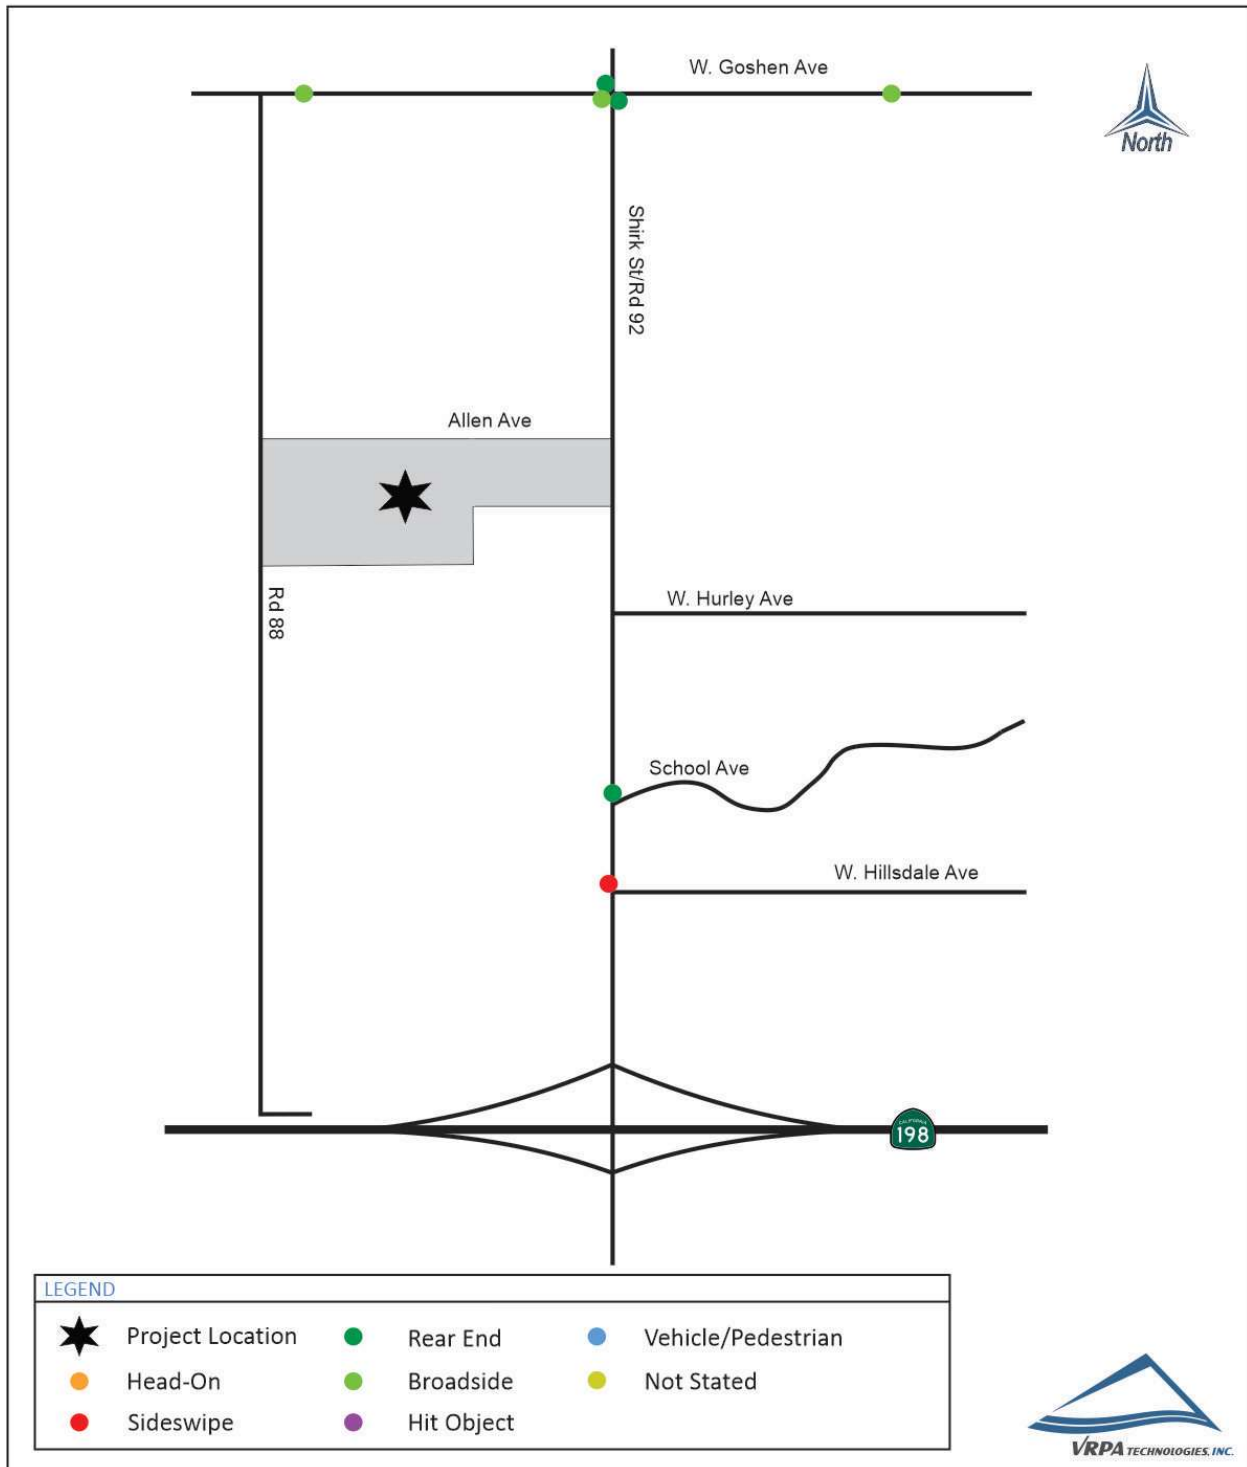 W. Goshen Ave
North
Shirk St/Rd 92
Allen Ave
Rd 88
W. Hurley Ave
School Ave
W. Hillsdale Ave
CALIFORNIA
198
LEGEND
Project Location
Rear End
Vehicle/Pedestrian
Head-On
Broadside
Not Stated
Sideswipe
Hit Object
VRPA TECHNOLOGIES, INC.